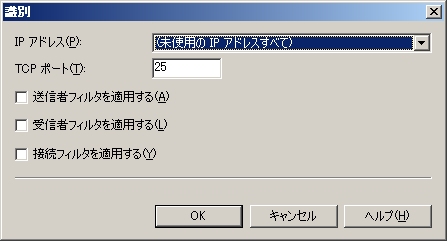 識別
IP アドレス(P):
(未使用の IP アドレスすべて)
TCP ポート(T):
25
送信者フィルタを適用する(A)
受信者フィルタを適用する(L)
接続フィルタを適用する(Y)
OK
キャンセル
ヘルプ(H)